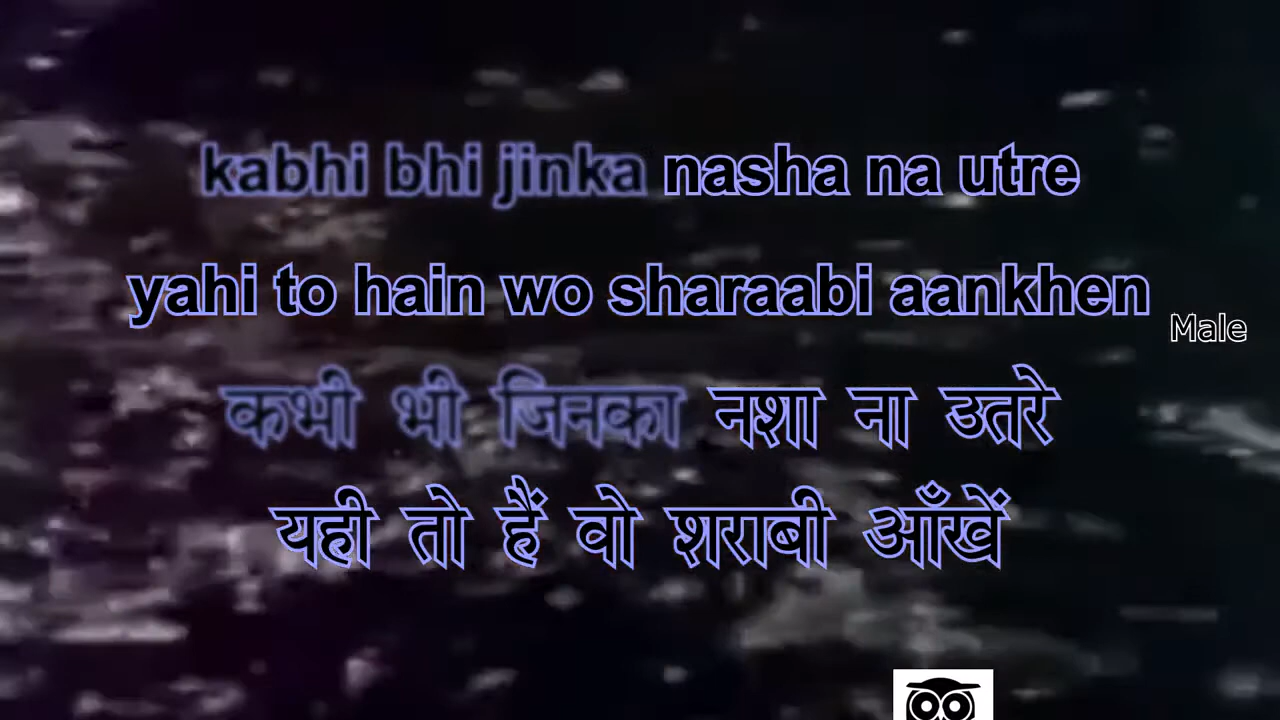 kabhi bhi jinka nasha na utre
yahi to hain wo sharaabi aankhen
Male
कभी भी जिनका नशा ना उतरे
यही तो हैं वो शराबी आँखें